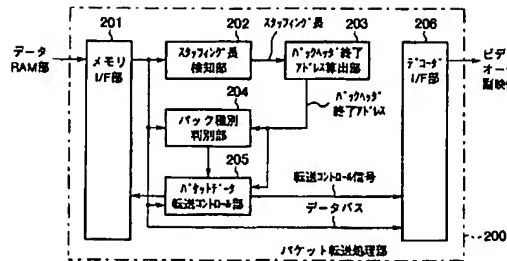 201
202
スタッフィング長
203
206
データ
RAM部
メモリ
I/F部
スタッフィング長
検知部
パックヘッダ終了
アドレス算出部
デコーダ
I/F部
ビデ
オー
副映
204
パック種別
判別部
パックヘッダ
終了アドレス
205
パケットデータ
転送コントロール部
転送コントロール信号
データバス
200
パケット転送処理部